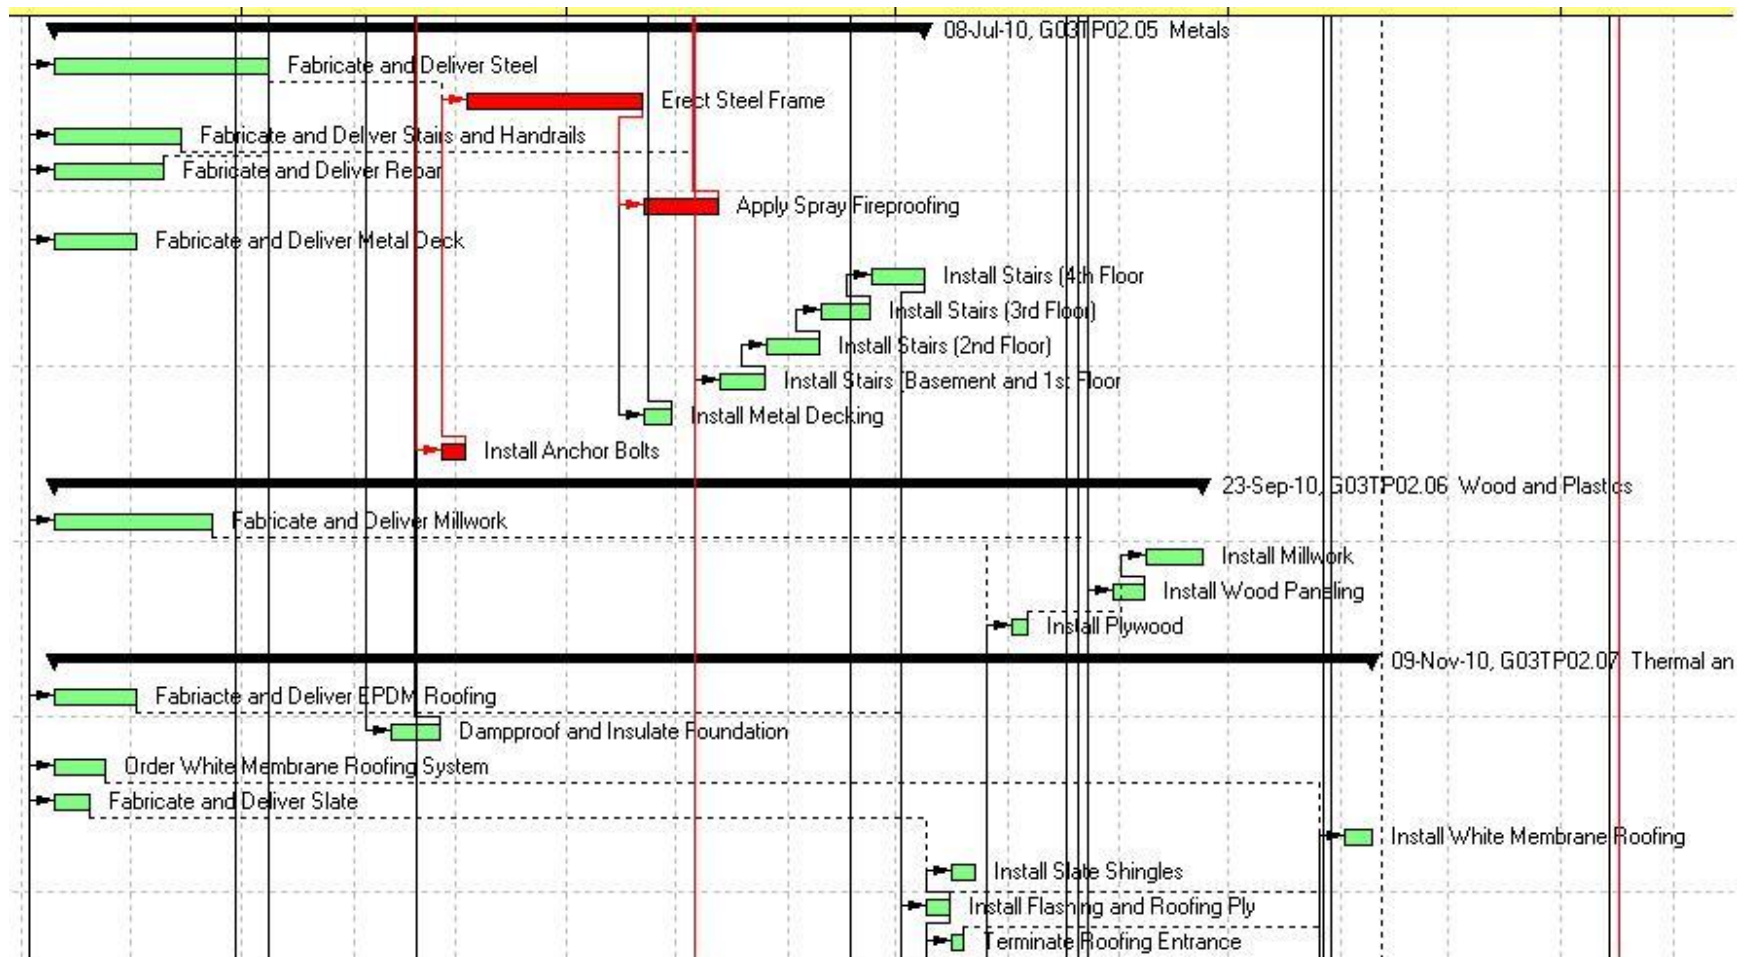 08-Jul-10, G03TP02.05 Metals
Fabricate and Deliver Steel
Erect Steel Frame
Fabricate and Deliver Stairs and Handrails
Fabricate and Deliver Rebar
Apply Spray Fireproofing
Fabricate and Deliver Metal Deck
Install Stairs (4th Floor
Install Stairs (3rd Floor)
Install Stairs (2nd Floor)
Install Stairs (Basement and 1st Floor
Install Metal Decking
Install Anchor Bolts
23-Sep-10, G03TP02.06 Wood and Plastics
Fabricate and Deliver Millwork
Install Millwork
Install Wood Paneling
Install Plywood
09-Nov-10, G03TP02.07 Thermal an
Fabriacte and Deliver EPDM Roofing
Dampproof and Insulate Foundation
Order White Membrane Roofing System
Fabricate and Deliver Slate
Install White Membrane Roofing
Install Slate Shingles
Install Flashing and Roofing Ply
Terminate Roofing Entrance